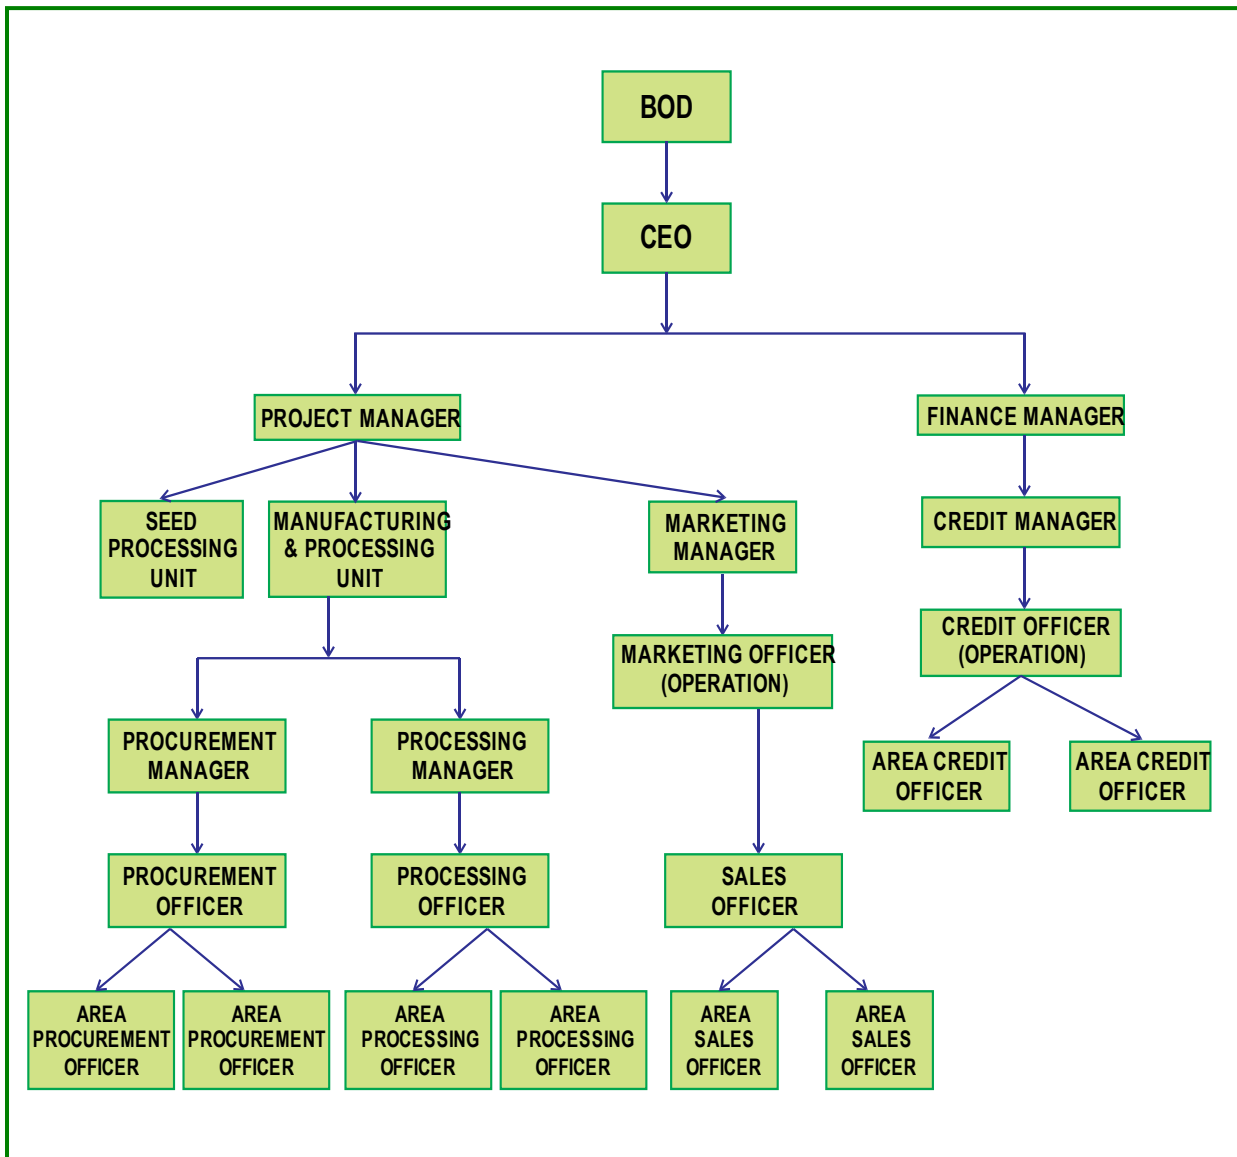 BOD
CEO
PROJECT MANAGER
FINANCE MANAGER
SEED
PROCESSING
UNIT
MANUFACTURING
& PROCESSING
UNIT
MARKETING
MANAGER
CREDIT MANAGER
MARKETING OFFICER
(OPERATION)
CREDIT OFFICER
(OPERATION)
PROCUREMENT
MANAGER
PROCESSING
MANAGER
AREA CREDIT
OFFICER
AREA CREDIT
OFFICER
PROCUREMENT
OFFICER
PROCESSING
OFFICER
SALES
OFFICER
AREA
PROCUREMENT
OFFICER
AREA
PROCUREMENT
OFFICER
AREA
PROCESSING
OFFICER
AREA
PROCESSING
OFFICER
AREA
SALES
OFFICER
AREA
SALES
OFFICER